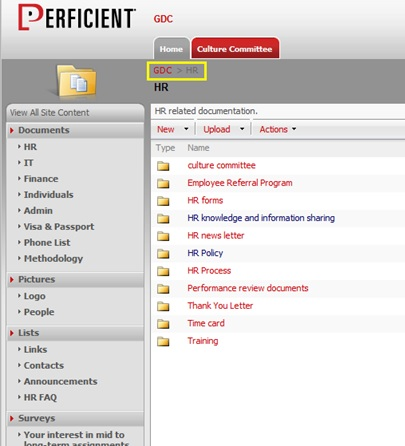 PERFICIENT
GDC
Home
Culture Committee
GDC > HR
HR
View All Site Content
Documents
HR
IT
Finance
Individuals
Admin
Visa & Passport
Phone List
Methodology
Pictures
Logo
People
Lists
Links
Contacts
Announcements
HR FAQ
Surveys
Your interest in mid to
long-term assignments
HR related documentation.
New Upload Actions
Type Name
culture committee
Employee Referral Program
HR forms
HR knowledge and information sharing
HR news letter
HR Policy
HR Process
Performance review documents
Thank You Letter
Time card
Training